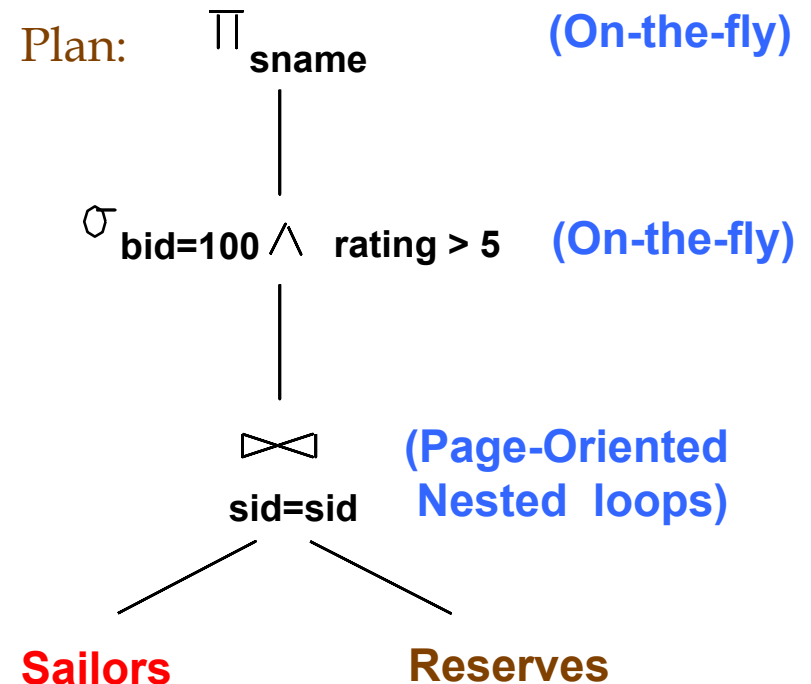 Plan: π sname (On-the-fly)
σ bid=100 ∧ rating > 5 (On-the-fly)
⋈ (Page-Oriented
sid=sid Nested loops)
Sailors Reserves